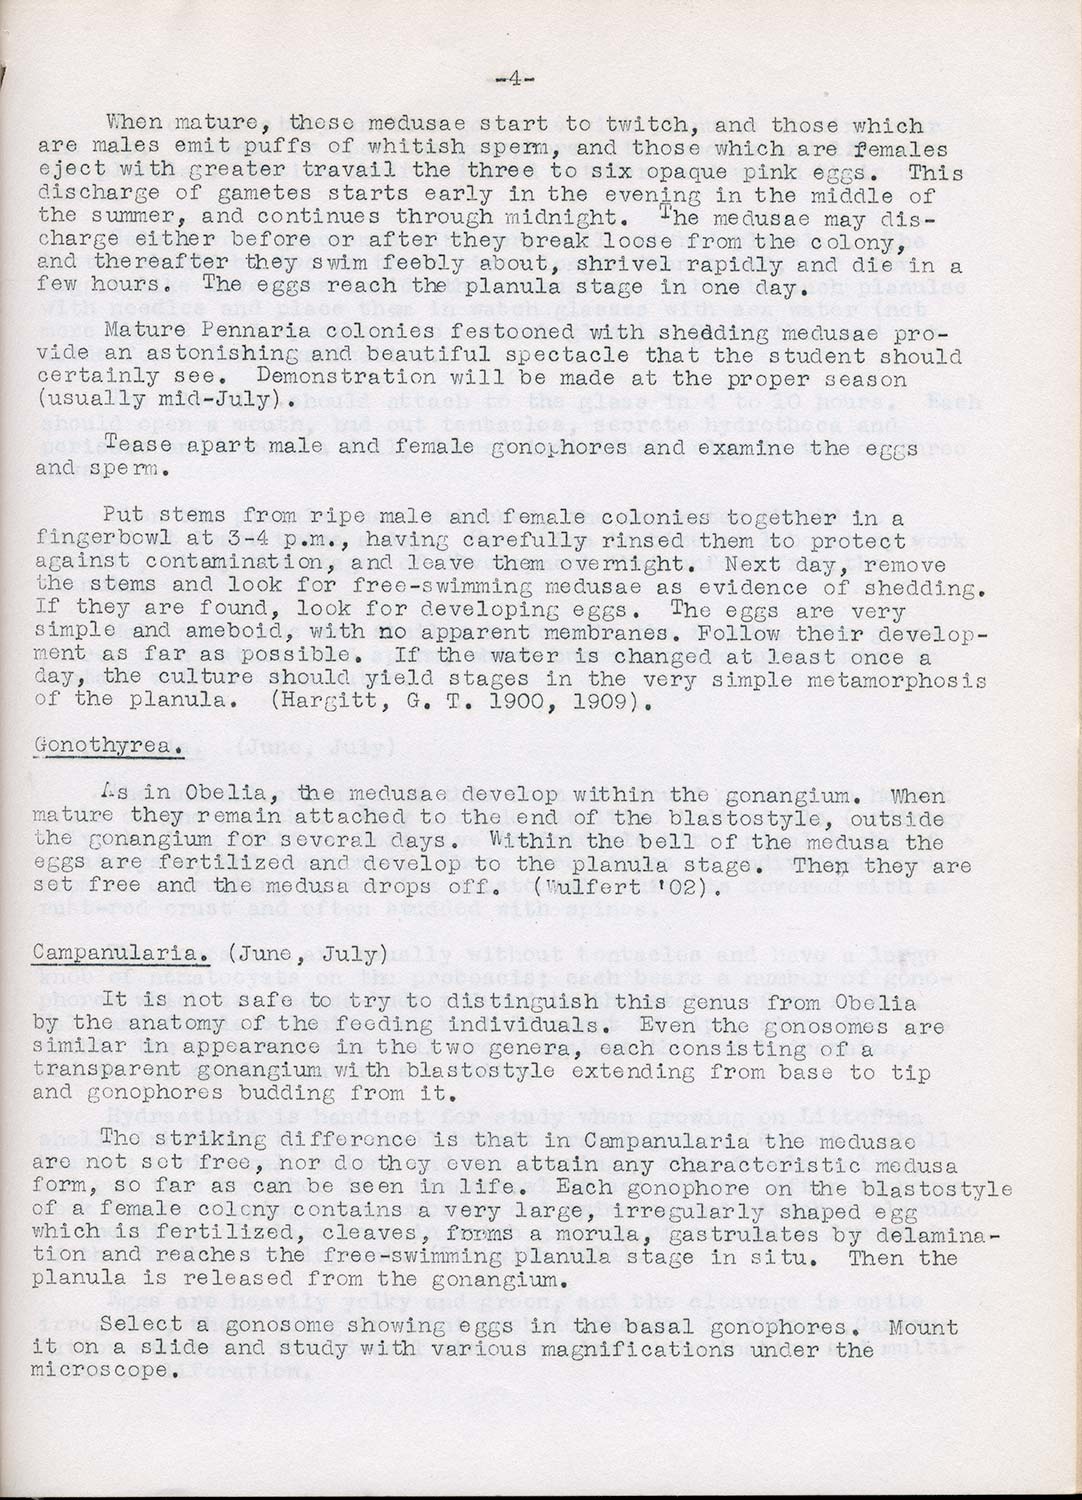 -4-
When mature, these medusae start to twitch, and those which
are males emit puffs of whitish sperm, and those which are females
eject with greater travail the three to six opaque pink eggs. This
discharge of gametes starts early in the evening in the middle of
the summer, and continues through midnight. The medusae may dis-
charge either before or after they break loose from the colony,
and thereafter they swim feebly about, shrivel rapidly and die in a
few hours. The eggs reach the planula stage in one day.
Mature Pennaria colonies festooned with shedding medusae pro-
vide an astonishing and beautiful spectacle that the student should
certainly see. Demonstration will be made at the proper season
(usually mid-July).
Tease apart male and female gonophores and examine the eggs
and sperm.
Put stems from ripe male and female colonies together in a
fingerbowl at 3-4 p.m., having carefully rinsed them to protect
against contamination, and leave them overnight. Next day, remove
the stems and look for free-swimming medusae as evidence of shedding.
If they are found, look for developing eggs. The eggs are very
simple and ameboid, with no apparent membranes. Follow their develop-
ment as far as possible. If the water is changed at least once a
day, the culture should yield stages in the very simple metamorphosis
of the planula. (Hargitt, G. T. 1900, 1909).
Gonothyrea.
As in Obelia, the medusae develop within the gonangium. When
mature they remain attached to the end of the blastostyle, outside
the gonangium for several days. Within the bell of the medusa the
eggs are fertilized and develop to the planula stage. Then they are
set free and the medusa drops off. (Wulfert '02).
Campanularia. (June, July)
It is not safe to try to distinguish this genus from Obelia
by the anatomy of the feeding individuals. Even the gonosomes are
similar in appearance in the two genera, each consisting of a
transparent gonangium with blastostyle extending from base to tip
and gonophores budding from it.
The striking difference is that in Campanularia the medusae
are not set free, nor do they even attain any characteristic medusa
form, so far as can be seen in life. Each gonophore on the blastostyle
of a female colony contains a very large, irregularly shaped egg
which is fertilized, cleaves, forms a morula, gastrulates by delamina-
tion and reaches the free-swimming planula stage in situ. Then the
planula is released from the gonangium.
Select a gonosome showing eggs in the basal gonophores. Mount
it on a slide and study with various magnifications under the
microscope.